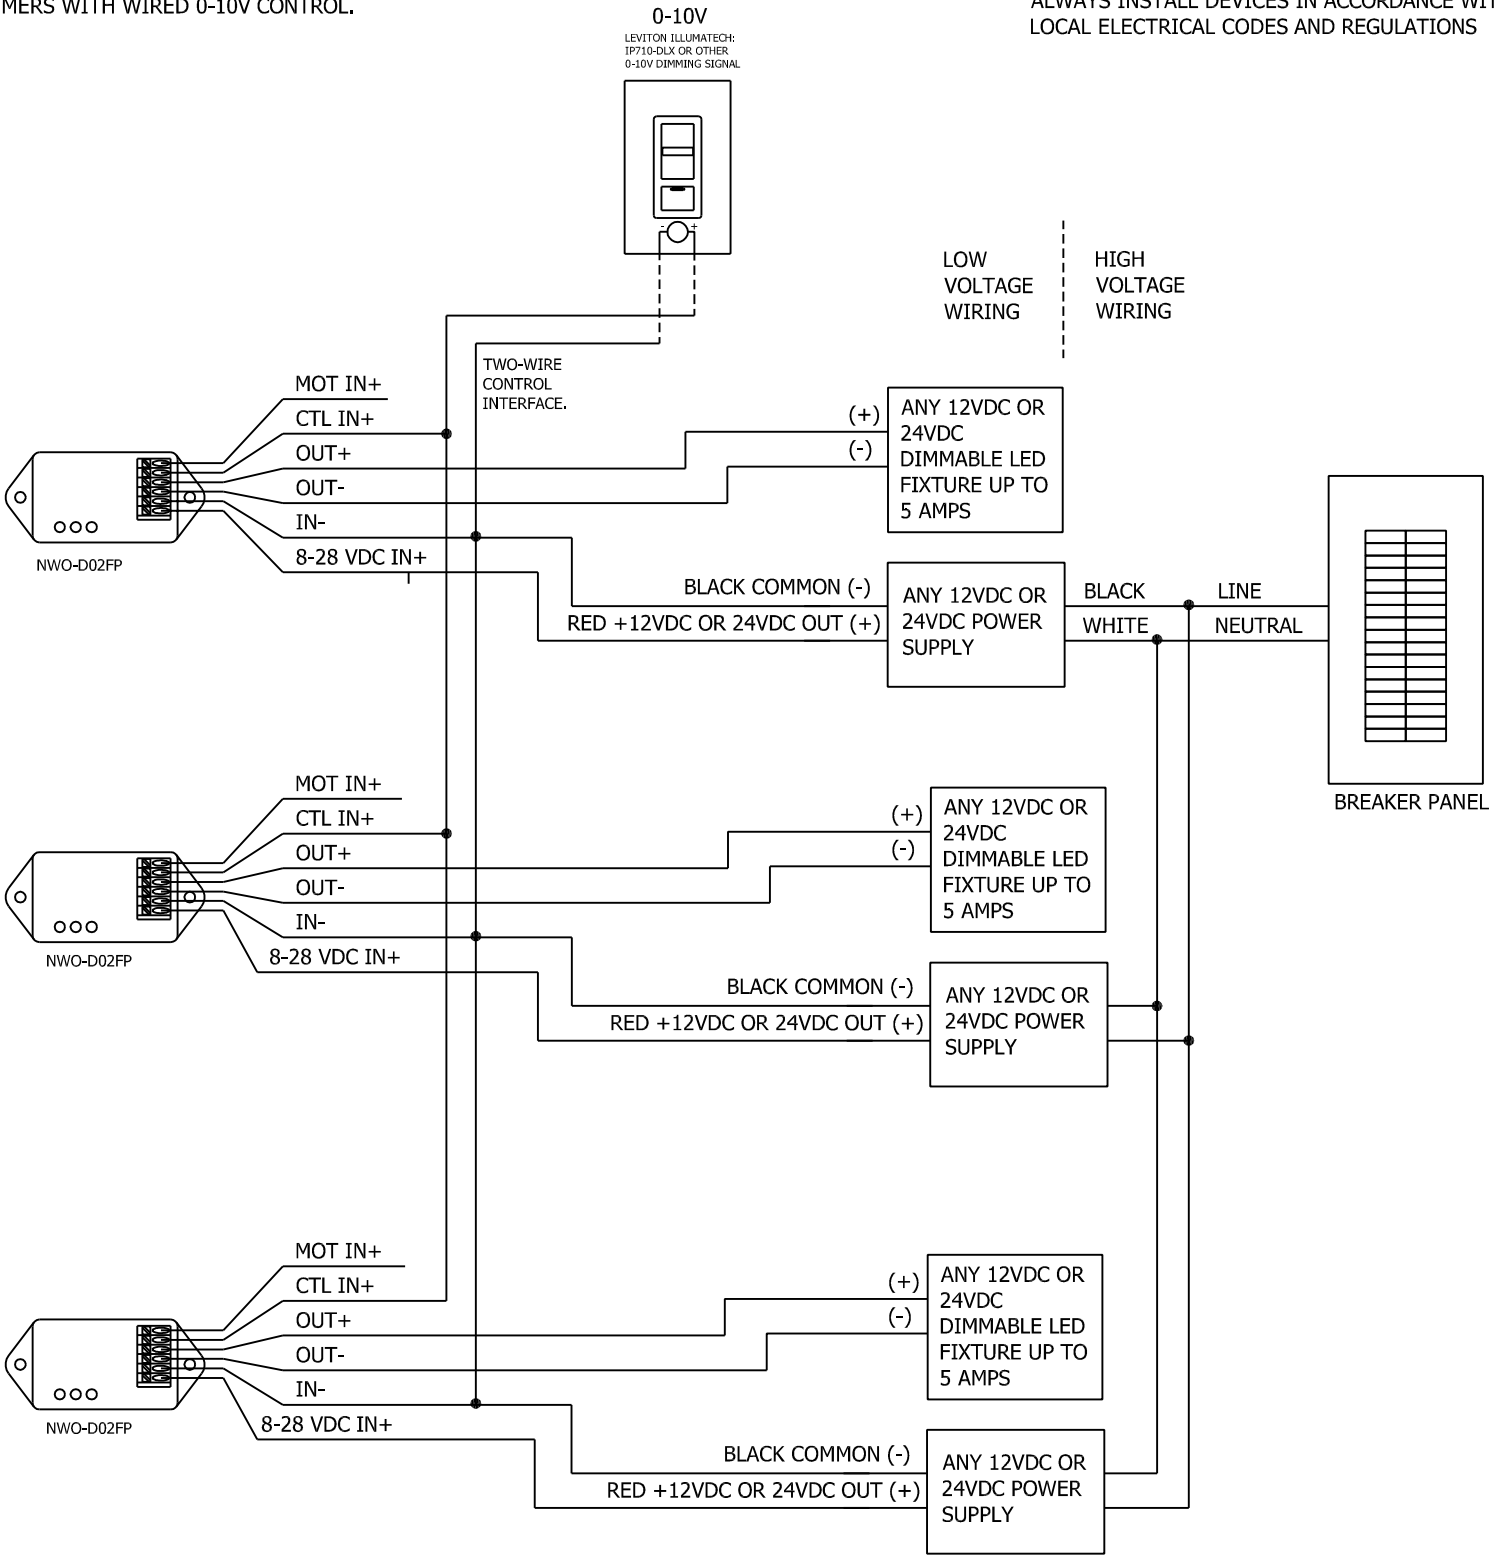 MERS WITH WIRED 0-10V CONTROL.
ALWAYS INSTALL DEVICES IN ACCORDANCE WIT
LOCAL ELECTRICAL CODES AND REGULATIONS
0-10V
LEVITON ILLUMATECH:
IP710-DLX OR OTHER
0-10V DIMMING SIGNAL
- +
LOW
VOLTAGE
WIRING
HIGH
VOLTAGE
WIRING
TWO-WIRE
CONTROL
INTERFACE.
MOT IN+
CTL IN+
OUT+
OUT-
IN-
8-28 VDC IN+
NWO-D02FP
(+)
(-)
ANY 12VDC OR
24VDC
DIMMABLE LED
FIXTURE UP TO
5 AMPS
BLACK COMMON (-)
RED +12VDC OR 24VDC OUT (+)
ANY 12VDC OR
24VDC POWER
SUPPLY
BLACK
WHITE
LINE
NEUTRAL
BREAKER PANEL
MOT IN+
CTL IN+
OUT+
OUT-
IN-
8-28 VDC IN+
NWO-D02FP
(+)
(-)
ANY 12VDC OR
24VDC
DIMMABLE LED
FIXTURE UP TO
5 AMPS
BLACK COMMON (-)
RED +12VDC OR 24VDC OUT (+)
ANY 12VDC OR
24VDC POWER
SUPPLY
MOT IN+
CTL IN+
OUT+
OUT-
IN-
8-28 VDC IN+
NWO-D02FP
(+)
(-)
ANY 12VDC OR
24VDC
DIMMABLE LED
FIXTURE UP TO
5 AMPS
BLACK COMMON (-)
RED +12VDC OR 24VDC OUT (+)
ANY 12VDC OR
24VDC POWER
SUPPLY